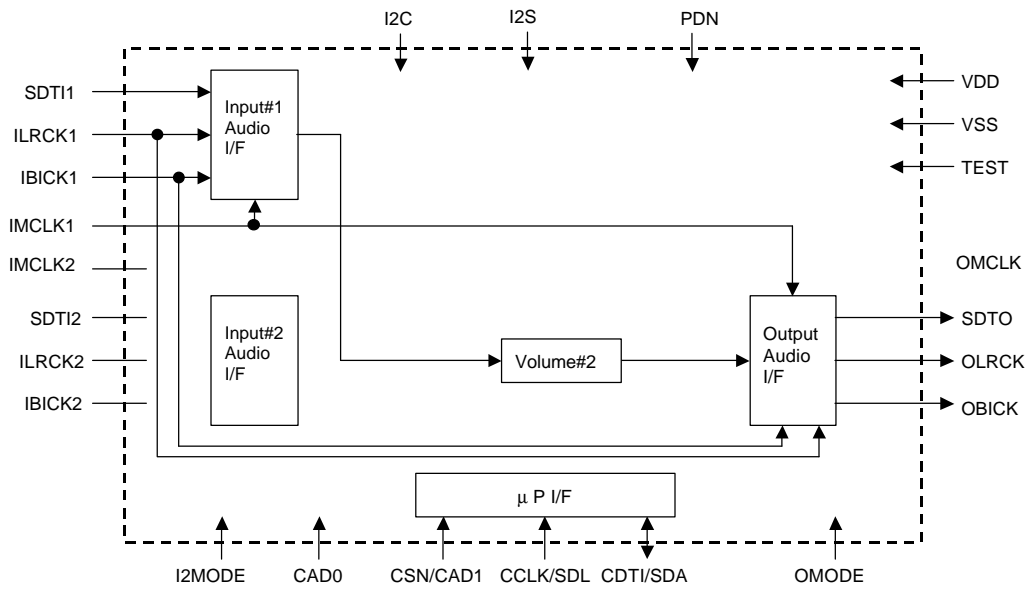 I2C
I2S
PDN
SDTI1
ILRCK1
IBICK1
IMCLK1
IMCLK2
SDTI2
ILRCK2
IBICK2
Input#1
Audio
I/F
Input#2
Audio
I/F
Volume#2
Output
Audio
I/F
VDD
VSS
TEST
OMCLK
SDTO
OLRCK
OBICK
μ P I/F
I2MODE
CAD0
CSN/CAD1
CCLK/SDL
CDTI/SDA
OMODE